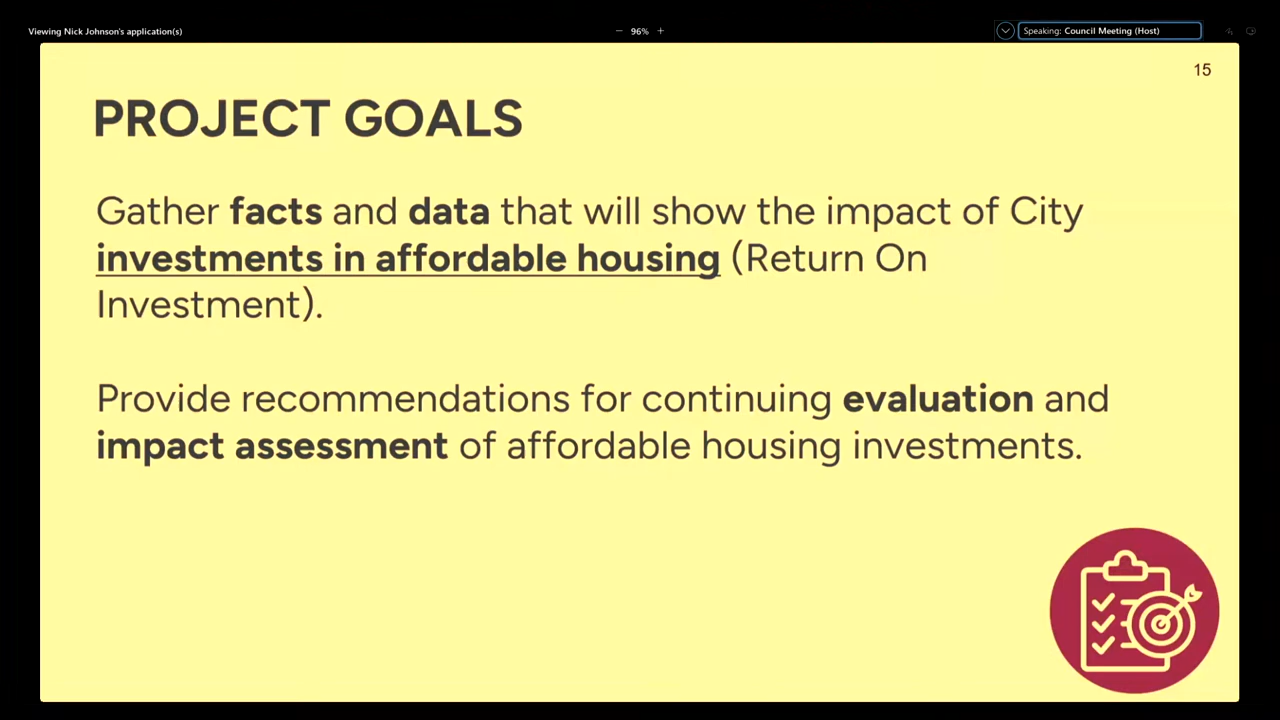 Viewing Nick Johnson's application(s)
− 96% +
Speaking: Council Meeting (Host)
15
PROJECT GOALS
Gather facts and data that will show the impact of City
investments in affordable housing (Return On
Investment).
Provide recommendations for continuing evaluation and
impact assessment of affordable housing investments.